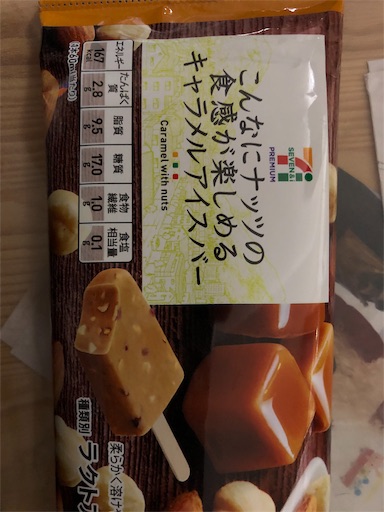 SEVEN&i
PREMIUM
こんなにナッツの
食感が楽しめる
キャラメルアイスバー
Caramel with nuts
エネルギー 167 kcal
たんぱく質 2.8 g
脂質 9.5 g
糖質 17.0 g
食物繊維 1.0 g
食塩相当量 0.1 g
柔らかく溶け
種類別 ラクト